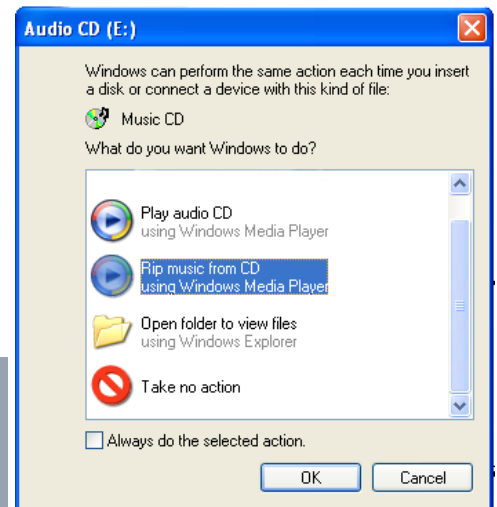 Audio CD (E:)
Windows can perform the same action each time you insert
a disk or connect a device with this kind of file:
Music CD
What do you want Windows to do?
Play audio CD
using Windows Media Player
Rip music from CD
using Windows Media Player
Open folder to view files
using Windows Explorer
Take no action
Always do the selected action.
OK
Cancel